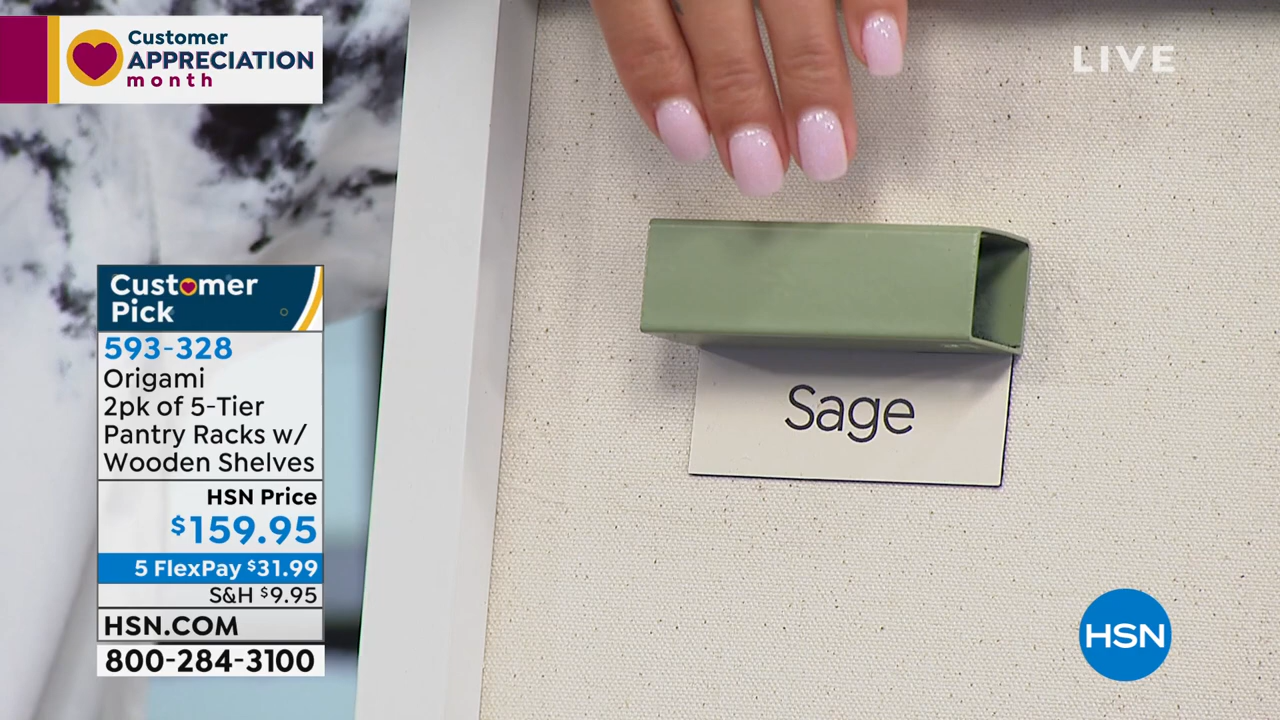 Customer
APPRECIATION
month
LIVE
Customer
Pick
593-328
Origami
2pk of 5-Tier
Pantry Racks w/
Wooden Shelves
HSN Price
$159.95
5 FlexPay $31.99
S&H $9.95
HSN.COM
800-284-3100
Sage
HSN